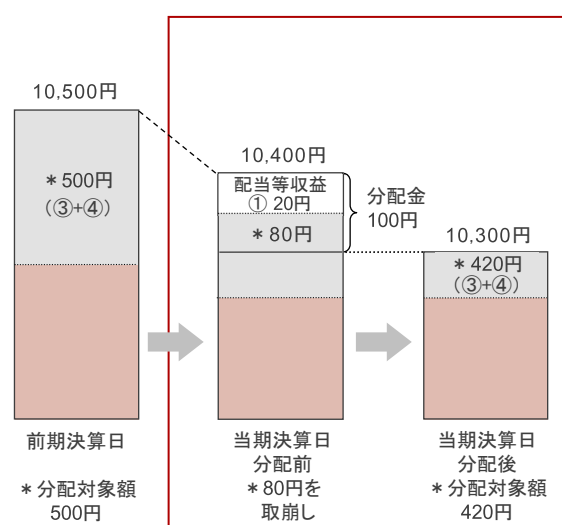 10,500円
＊500円
（③+④）
前期決算日
＊分配対象額
500円
10,400円
配当等収益
① 20円
＊80円
分配金
100円
当期決算日
分配前
＊80円を
取崩し
10,300円
＊420円
（③+④）
当期決算日
分配後
＊分配対象額
420円